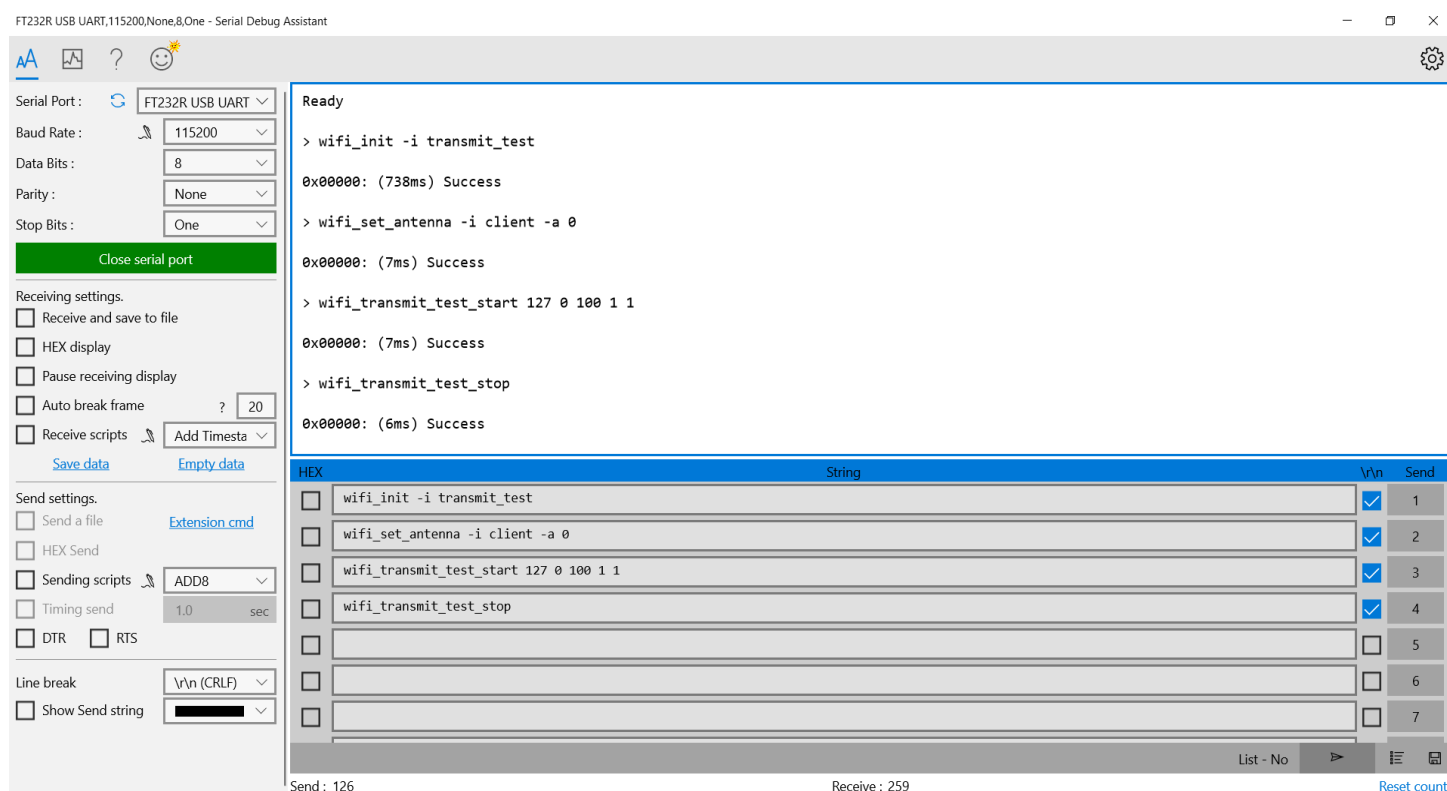 FT232R USB UART,115200,None,8,One - Serial Debug Assistant
AA
Serial Port :
FT232R USB UART
Baud Rate :
115200
Data Bits :
8
Parity :
None
Stop Bits :
One
Close serial port
Receiving settings.
Receive and save to file
HEX display
Pause receiving display
Auto break frame ? 20
Receive scripts Add Timesta
Save data Empty data
Send settings.
Send a file Extension cmd
HEX Send
Sending scripts ADD8
Timing send 1.0 sec
DTR RTS
Line break \r\n (CRLF)
Show Send string
Ready
> wifi_init -i transmit_test
0x00000: (738ms) Success
> wifi_set_antenna -i client -a 0
0x00000: (7ms) Success
> wifi_transmit_test_start 127 0 100 1 1
0x00000: (7ms) Success
> wifi_transmit_test_stop
0x00000: (6ms) Success
HEX String \r\n Send
wifi_init -i transmit_test 1
wifi_set_antenna -i client -a 0 2
wifi_transmit_test_start 127 0 100 1 1 3
wifi_transmit_test_stop 4
5
6
7
List - No
Send : 126 Receive : 259 Reset count